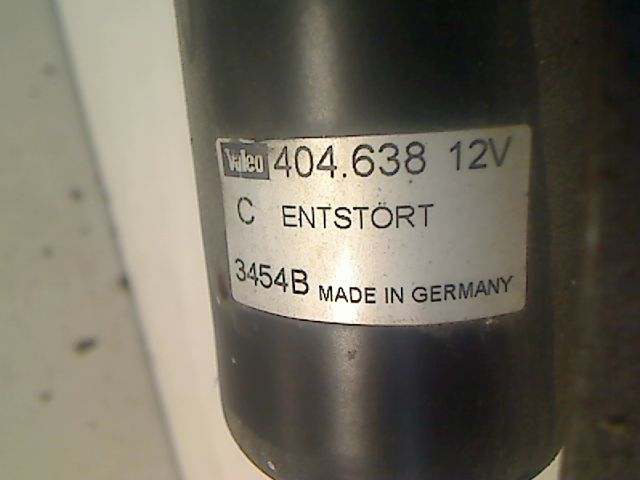 Valeo 404.638 12V
C ENTSTÖRT
3454B MADE IN GERMANY